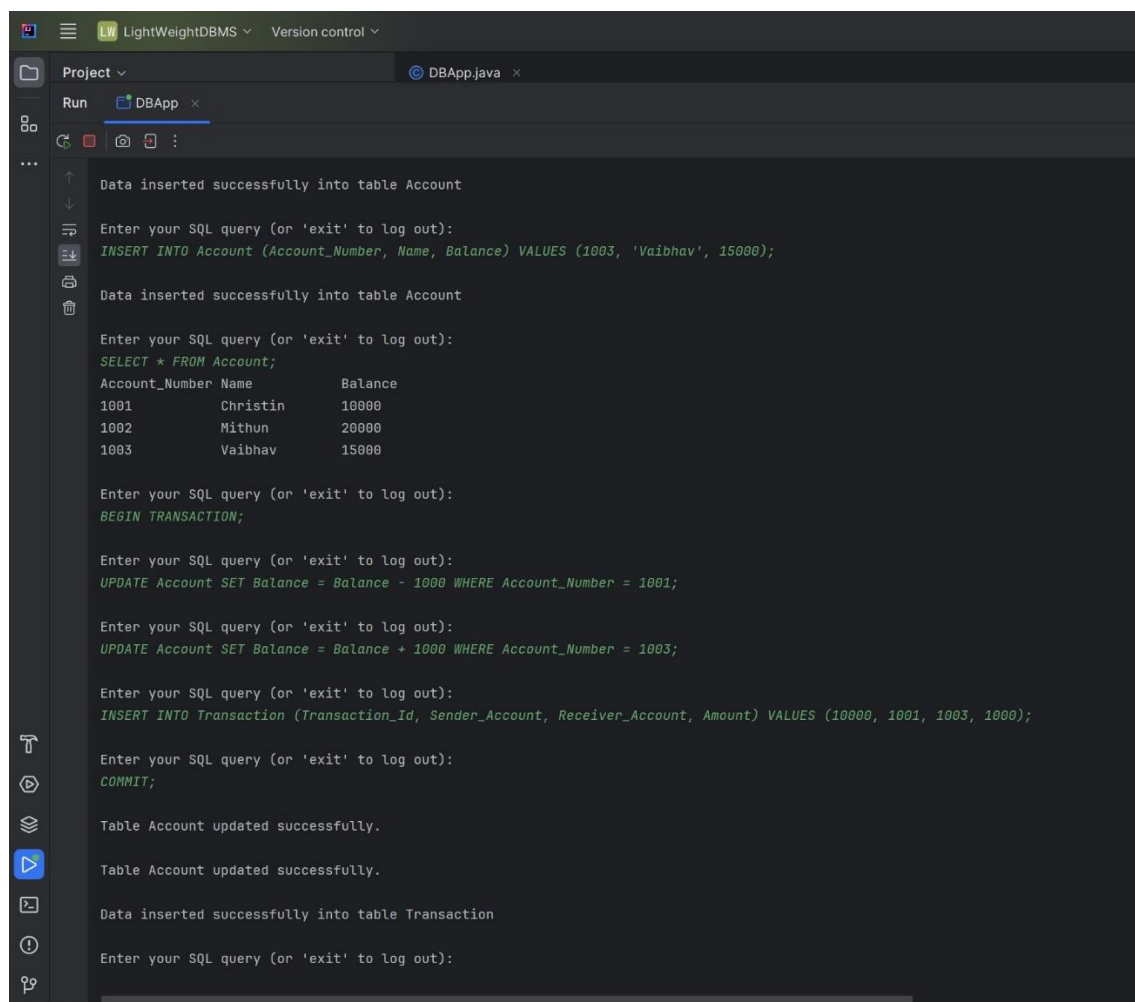 LW LightWeightDBMS Version control
Project
DBApp.java
Run DBApp
Data inserted successfully into table Account
Enter your SQL query (or 'exit' to log out):
INSERT INTO Account (Account_Number, Name, Balance) VALUES (1003, 'Vaibhav', 15000);
Data inserted successfully into table Account
Enter your SQL query (or 'exit' to log out):
SELECT * FROM Account;
Account_Number Name Balance
1001 Christin 10000
1002 Mithun 20000
1003 Vaibhav 15000
Enter your SQL query (or 'exit' to log out):
BEGIN TRANSACTION;
Enter your SQL query (or 'exit' to log out):
UPDATE Account SET Balance = Balance - 1000 WHERE Account_Number = 1001;
Enter your SQL query (or 'exit' to log out):
UPDATE Account SET Balance = Balance + 1000 WHERE Account_Number = 1003;
Enter your SQL query (or 'exit' to log out):
INSERT INTO Transaction (Transaction_Id, Sender_Account, Receiver_Account, Amount) VALUES (10000, 1001, 1003, 1000);
Enter your SQL query (or 'exit' to log out):
COMMIT;
Table Account updated successfully.
Table Account updated successfully.
Data inserted successfully into table Transaction
Enter your SQL query (or 'exit' to log out):